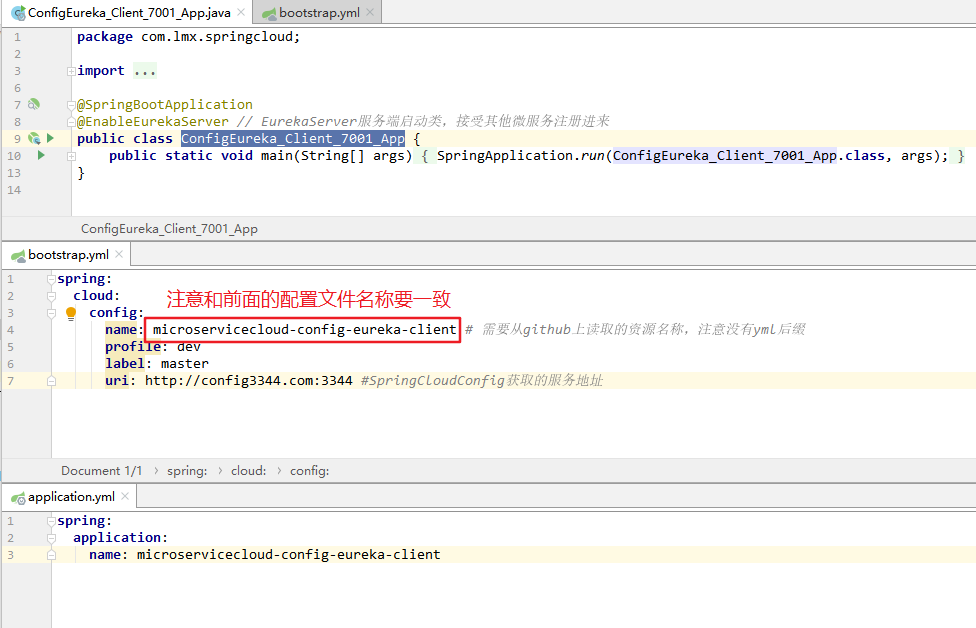 ConfigEureka_Client_7001_App.java × bootstrap.yml ×
1 package com.lmx.springcloud;
2
3 import ...
6
7 @SpringBootApplication
8 @EnableEurekaServer // EurekaServer服务端启动类，接受其他微服务注册进来
9 public class ConfigEureka_Client_7001_App {
10 public static void main(String[] args) { SpringApplication.run(ConfigEureka_Client_7001_App.class, args); }
13 }
14
ConfigEureka_Client_7001_App
bootstrap.yml ×
1 spring:
2 cloud:
注意和前面的配置文件名称要一致
3 config:
4 name: microservicecloud-config-eureka-client # 需要从github上读取的资源名称，注意没有yml后缀
5 profile: dev
6 label: master
7 uri: http://config3344.com:3344 #SpringCloudConfig获取的服务地址
Document 1/1 › spring: › cloud: › config:
application.yml ×
1 spring:
2 application:
3 name: microservicecloud-config-eureka-client